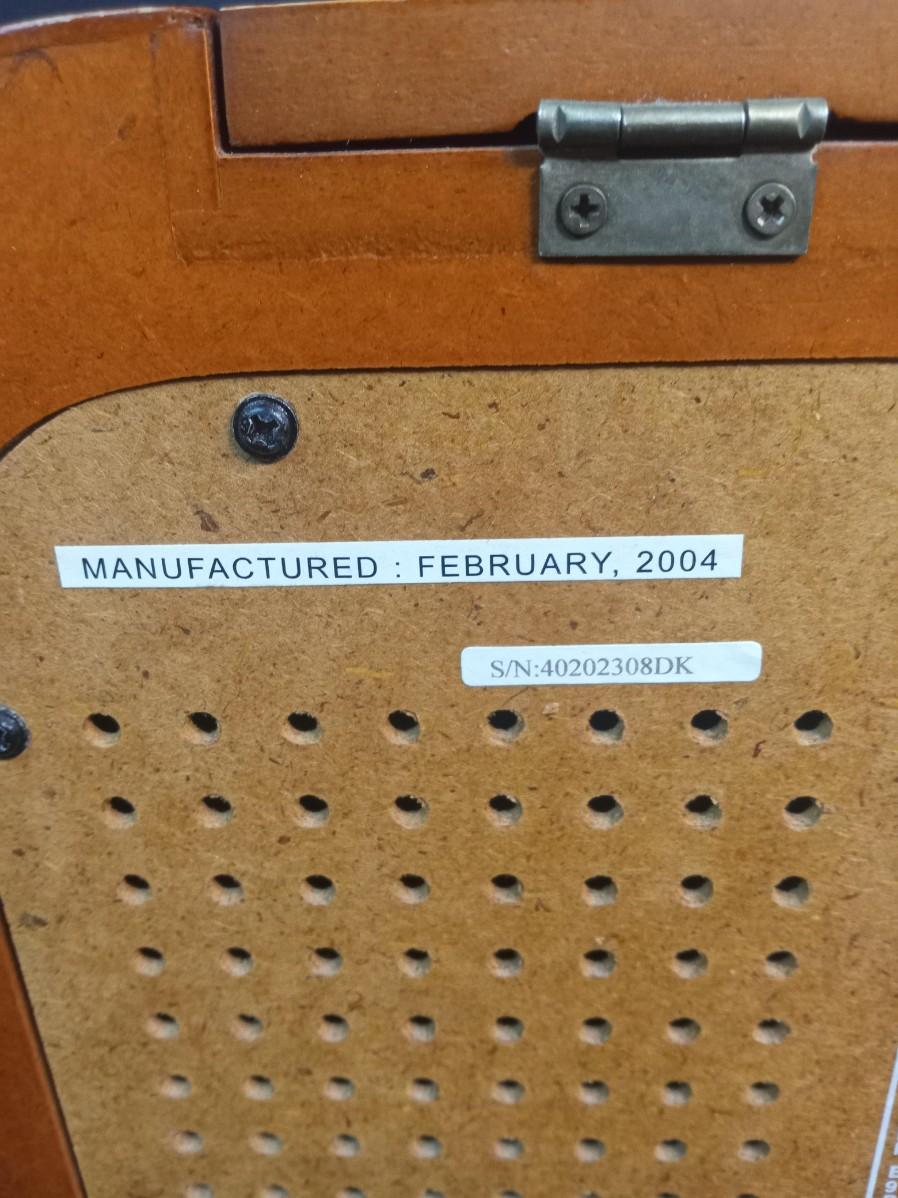 MANUFACTURED : FEBRUARY, 2004
S/N:40202308DK